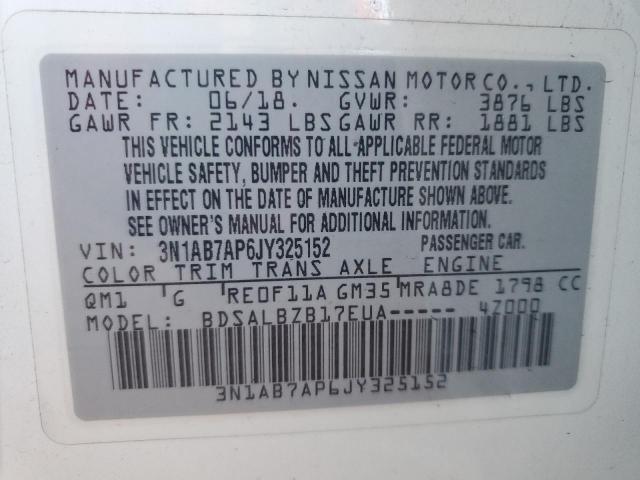 MANUFACTURED BY NISSAN MOTOR CO., LTD.
DATE: 06/18. GVWR: 3876 LBS
GAWR FR: 2143 LBS GAWR RR: 1881 LBS
THIS VEHICLE CONFORMS TO ALL APPLICABLE FEDERAL MOTOR
VEHICLE SAFETY, BUMPER AND THEFT PREVENTION STANDARDS
IN EFFECT ON THE DATE OF MANUFACTURE SHOWN ABOVE.
SEE OWNER'S MANUAL FOR ADDITIONAL INFORMATION.
VIN: 3N1AB7AP6JY325152 PASSENGER CAR.
COLOR TRIM TRANS AXLE ENGINE
QM1 G RE0F11A GM35 MRA8DE 1798 CC
MODEL: BDSALBZB17EUA----- 4Z000
3N1AB7AP6JY325152